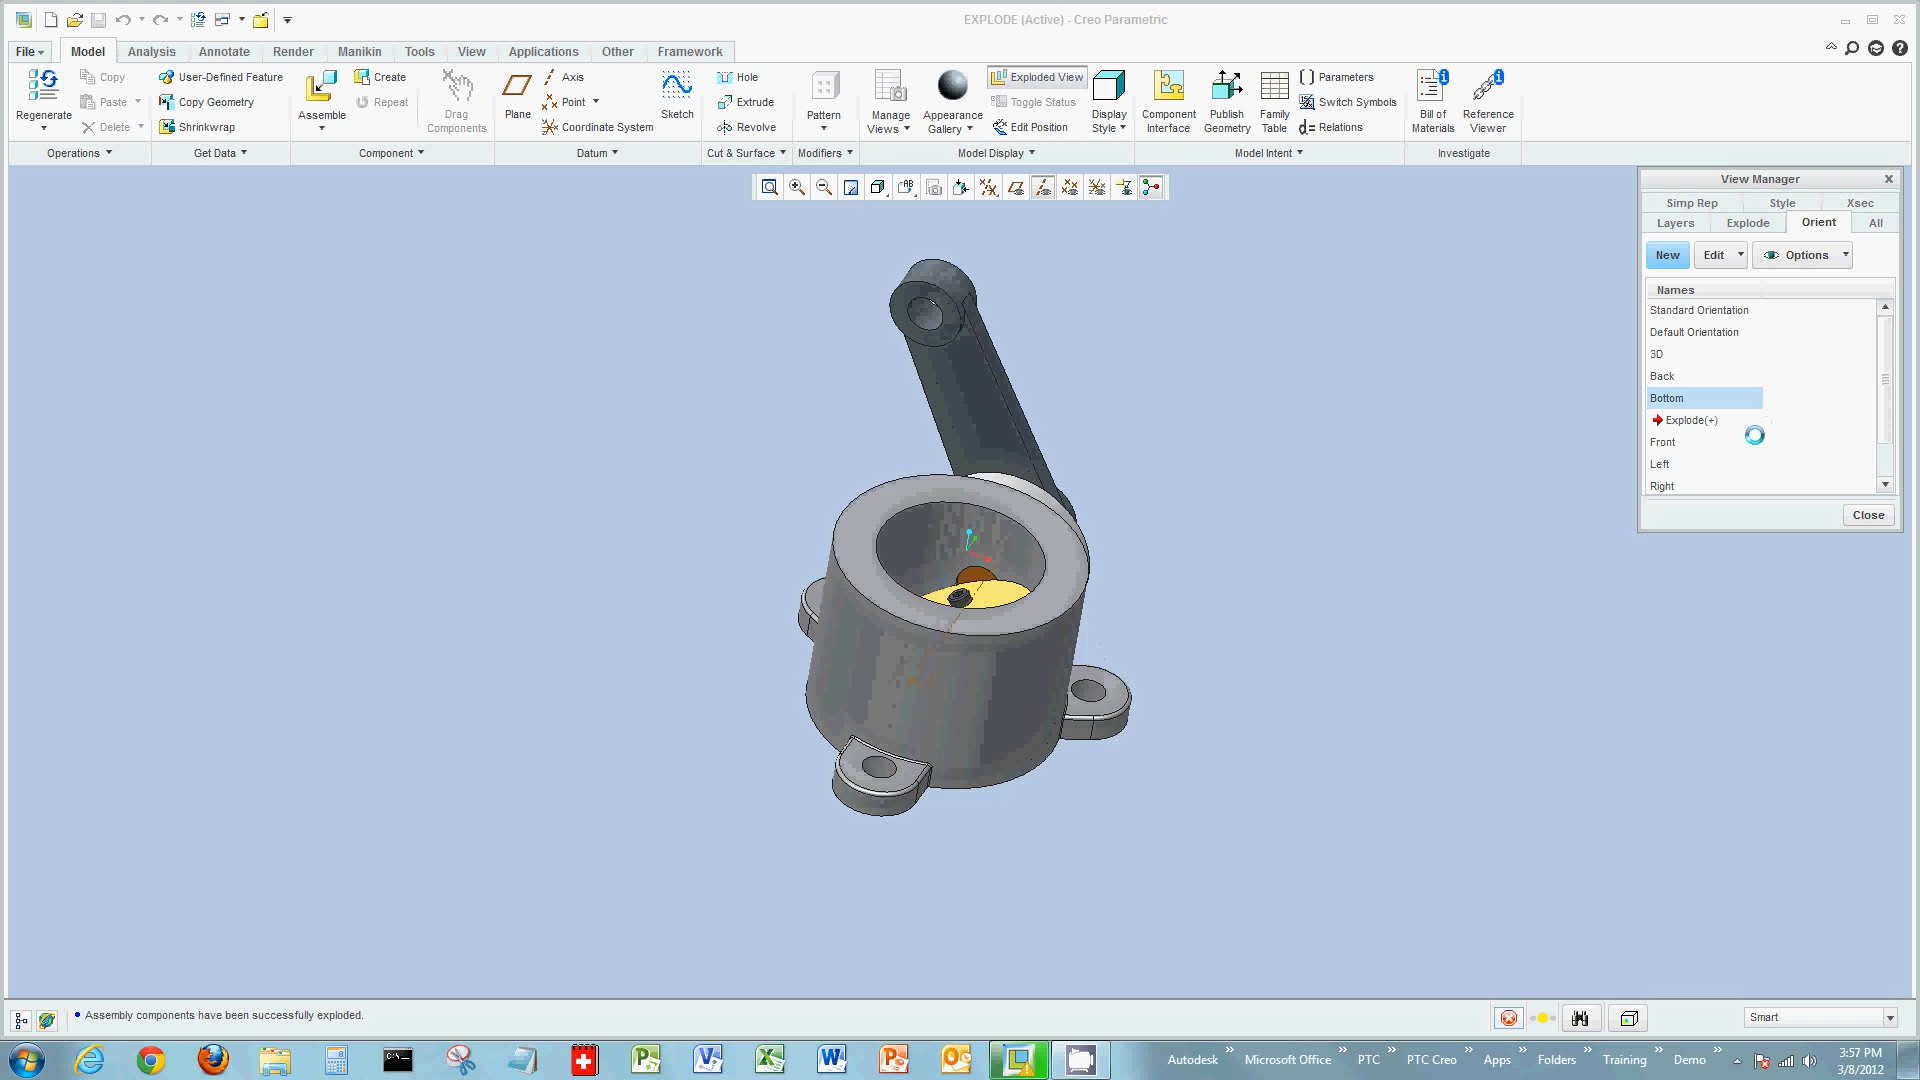 EXPLODE (Active) - Creo Parametric
File Model Analysis Annotate Render Manikin Tools View Applications Other Framework
Regenerate
Copy
Paste
Delete
Operations
User-Defined Feature
Copy Geometry
Shrinkwrap
Get Data
Assemble
Create
Repeat
Drag
Components
Component
Plane
Axis
Point
Coordinate System
Sketch
Datum
Hole
Extrude
Revolve
Cut & Surface
Pattern
Modifiers
Manage
Views
Appearance
Gallery
Exploded View
Toggle Status
Edit Position
Display
Style
Model Display
Component
Interface
Publish
Geometry
Family
Table
Parameters
Switch Symbols
d= Relations
Model Intent
Bill of
Materials
Reference
Viewer
Investigate
View Manager
Simp Rep Style Xsec
Layers Explode Orient All
New Edit Options
Names
Standard Orientation
Default Orientation
3D
Back
Bottom
Explode(+)
Front
Left
Right
Close
Assembly components have been successfully exploded.
Smart
Autodesk » Microsoft Office » PTC » PTC Creo » Apps » Folders » Training » Demo »
3:57 PM
3/8/2012